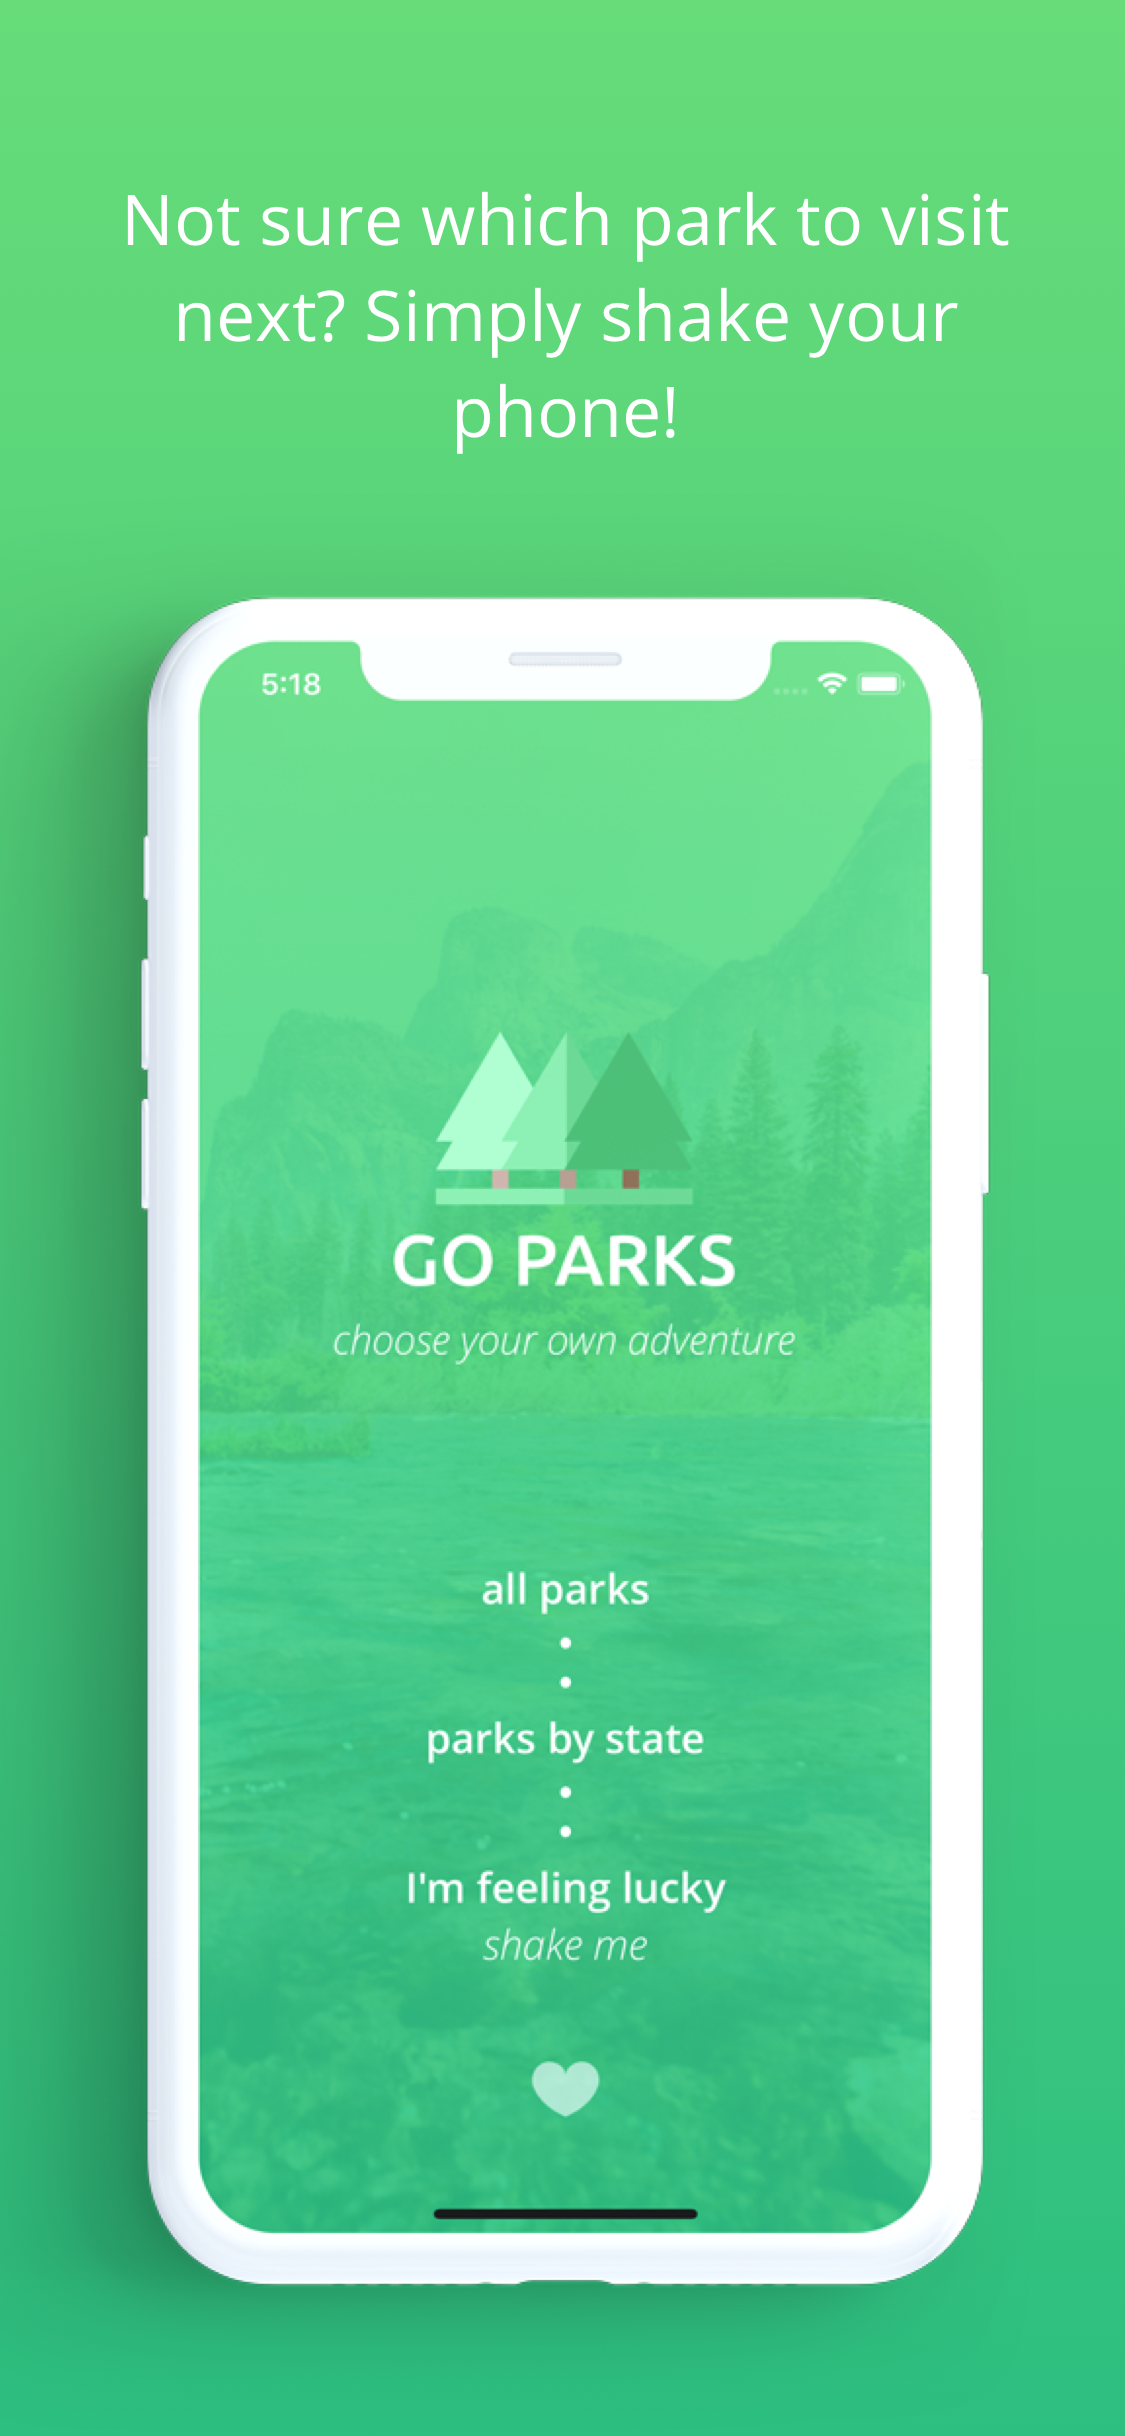 Not sure which park to visit
next? Simply shake your
phone!
5:18
GO PARKS
choose your own adventure
all parks
parks by state
I'm feeling lucky
shake me